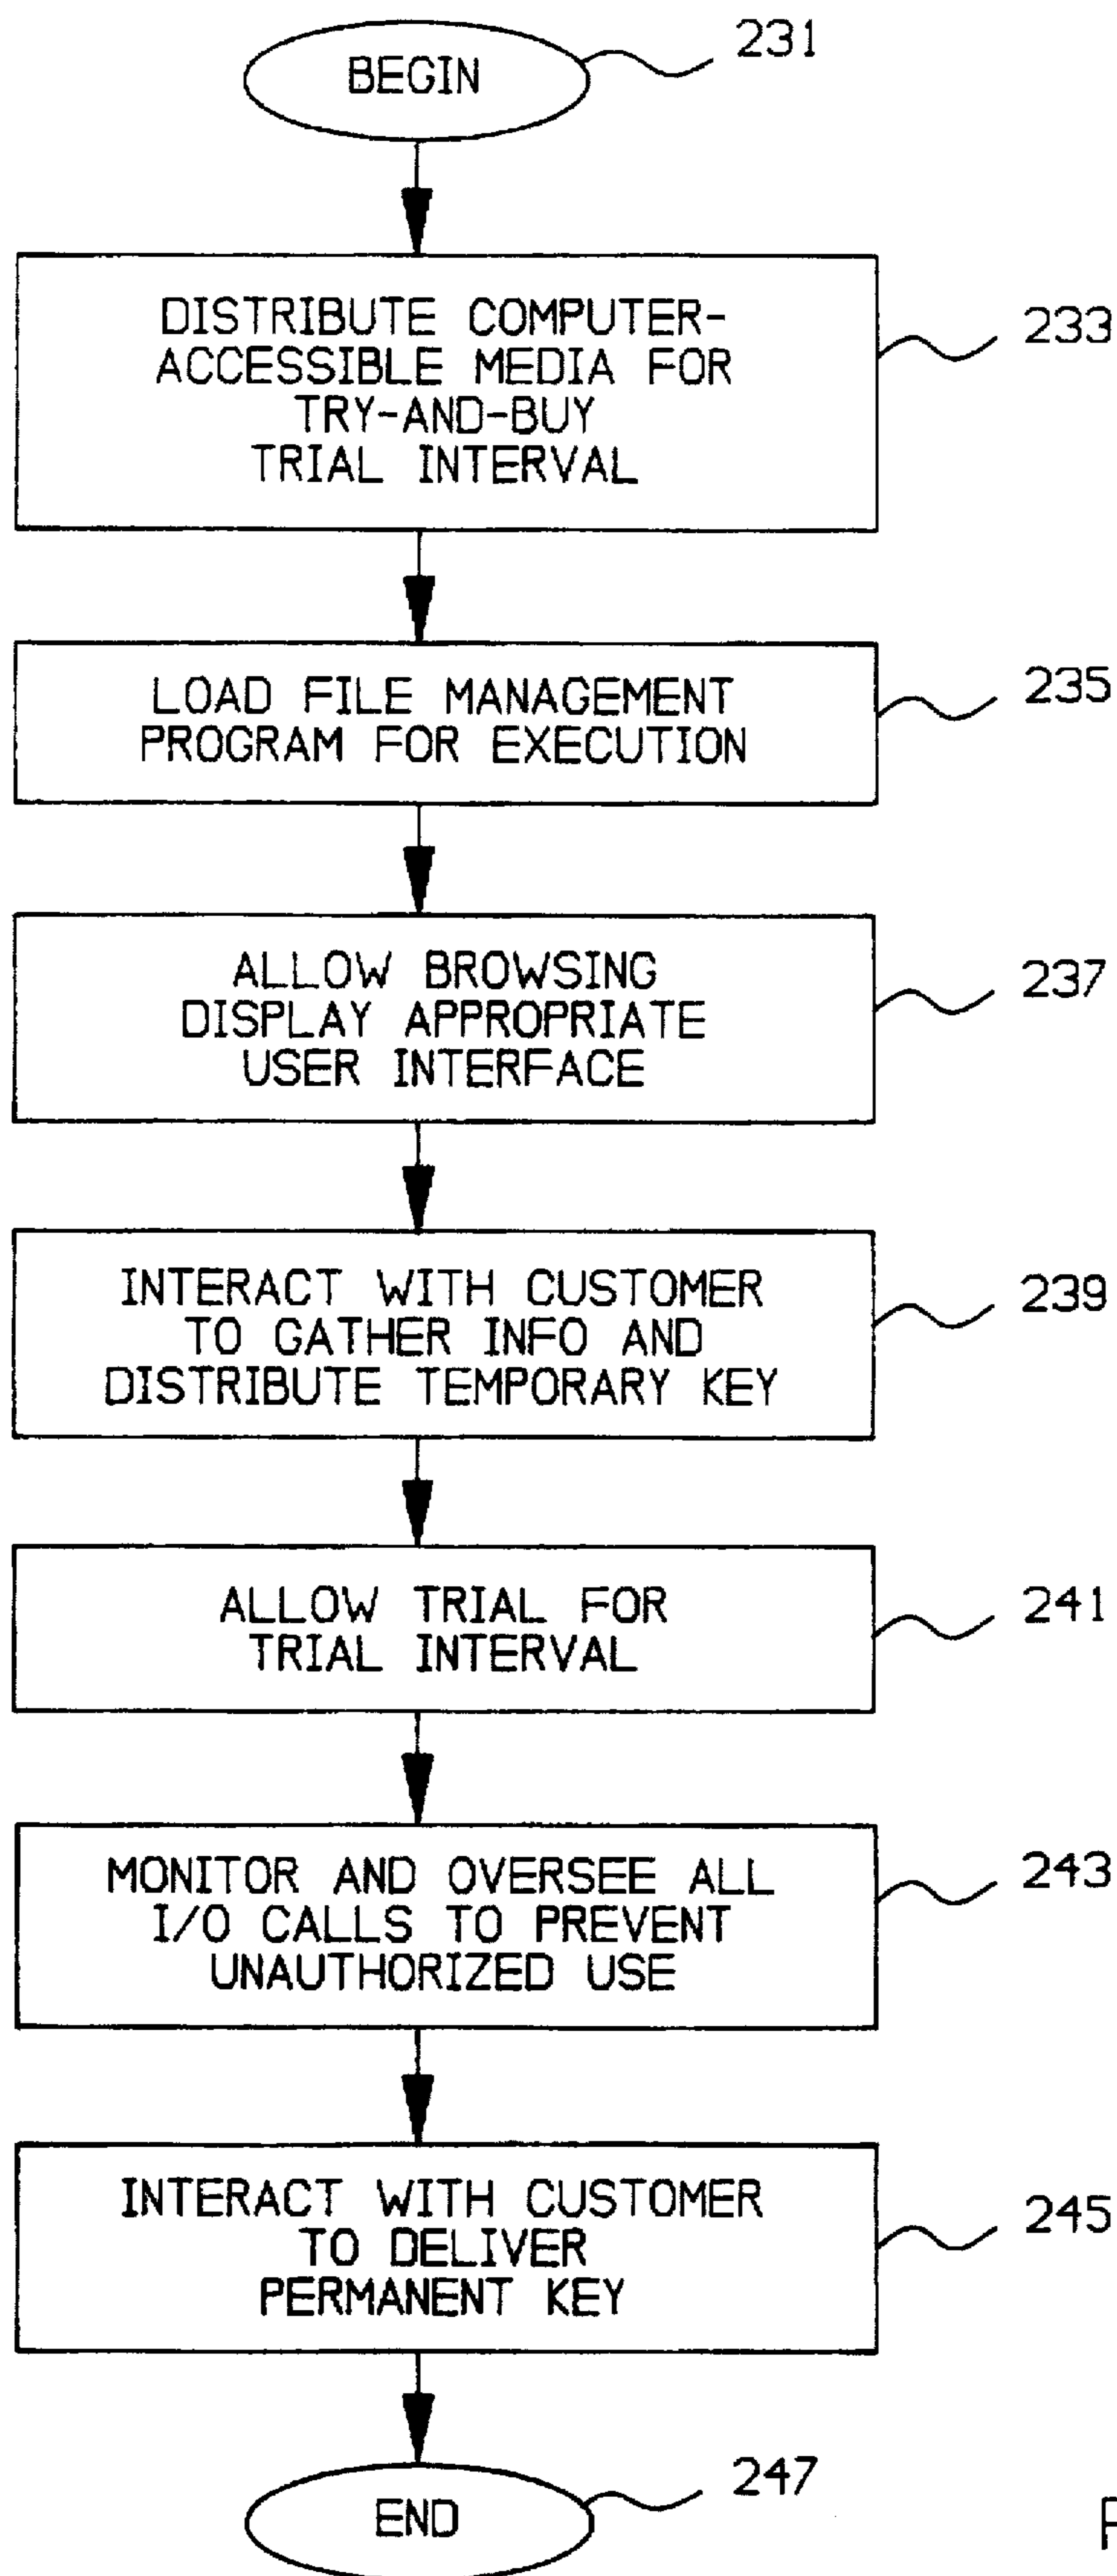 BEGIN
231
DISTRIBUTE COMPUTER-
ACCESSIBLE MEDIA FOR
TRY-AND-BUY
TRIAL INTERVAL
233
LOAD FILE MANAGEMENT
PROGRAM FOR EXECUTION
235
ALLOW BROWSING
DISPLAY APPROPRIATE
USER INTERFACE
237
INTERACT WITH CUSTOMER
TO GATHER INFO AND
DISTRIBUTE TEMPORARY KEY
239
ALLOW TRIAL FOR
TRIAL INTERVAL
241
MONITOR AND OVERSEE ALL
I/O CALLS TO PREVENT
UNAUTHORIZED USE
243
INTERACT WITH CUSTOMER
TO DELIVER
PERMANENT KEY
245
END
247